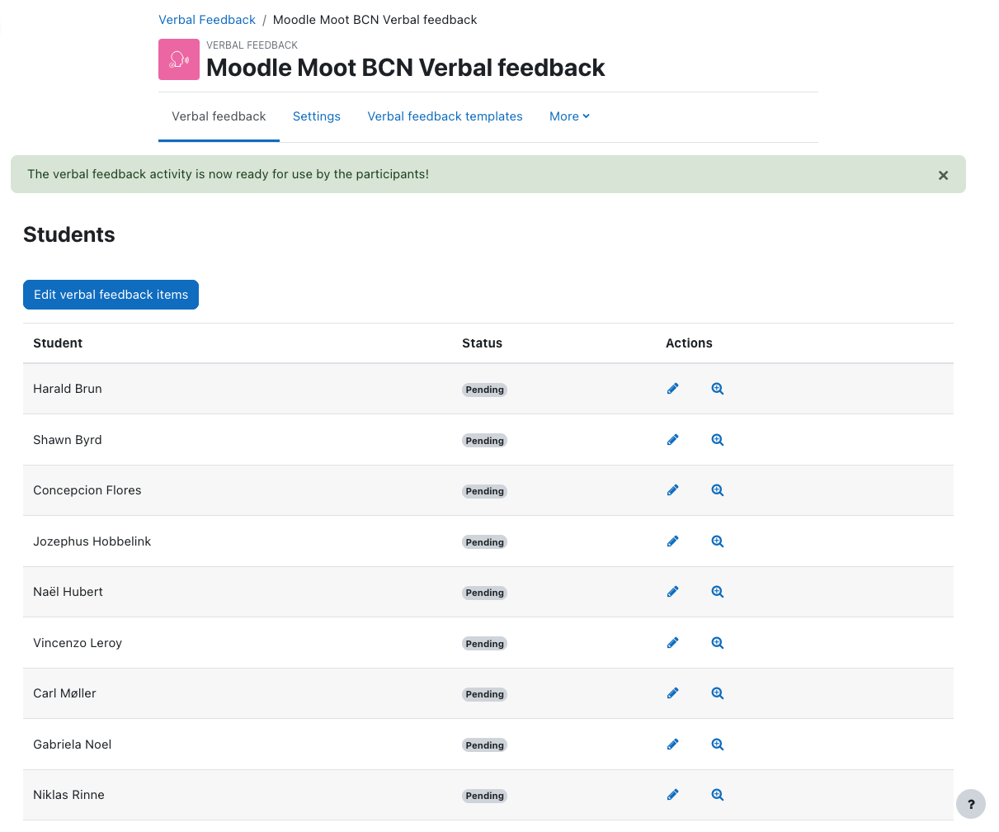 Verbal Feedback / Moodle Moot BCN Verbal feedback
VERBAL FEEDBACK
Moodle Moot BCN Verbal feedback
Verbal feedback Settings Verbal feedback templates More
The verbal feedback activity is now ready for use by the participants! ×
Students
Edit verbal feedback items
Student Status Actions
Harald Brun Pending
Shawn Byrd Pending
Concepcion Flores Pending
Jozephus Hobbelink Pending
Naël Hubert Pending
Vincenzo Leroy Pending
Carl Møller Pending
Gabriela Noel Pending
Niklas Rinne Pending
?